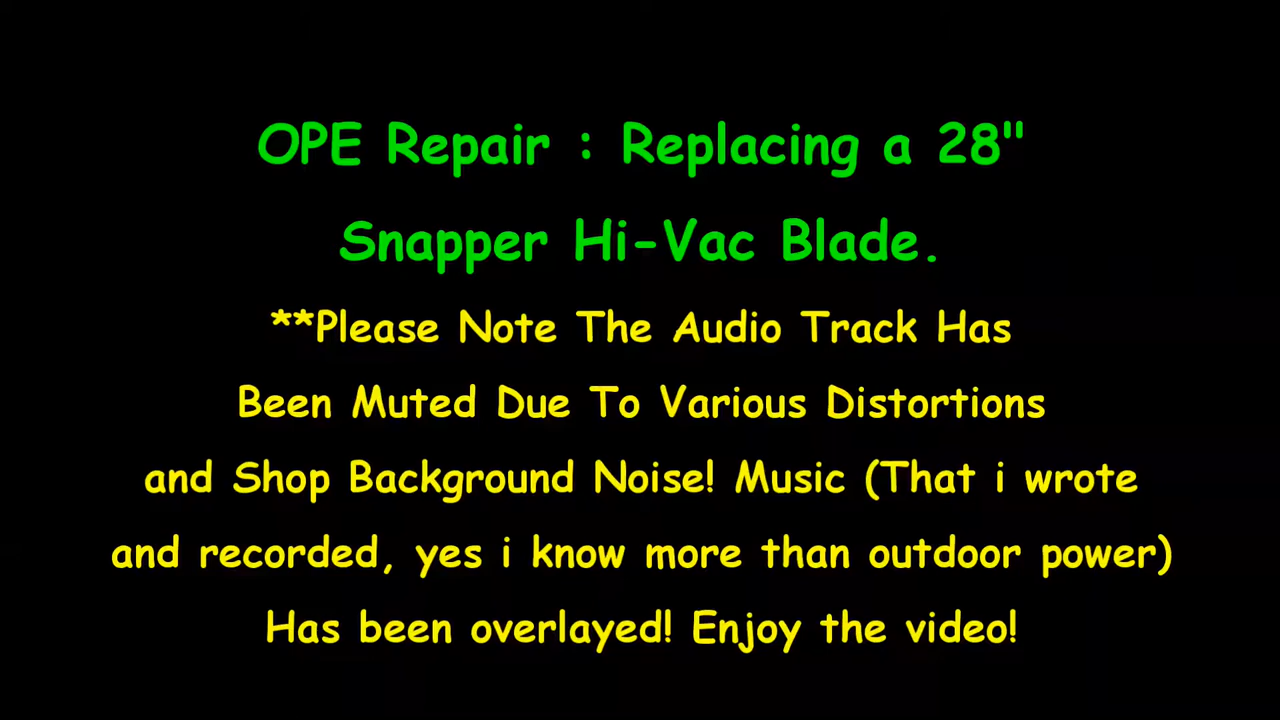 OPE Repair : Replacing a 28"
Snapper Hi-Vac Blade.
**Please Note The Audio Track Has
Been Muted Due To Various Distortions
and Shop Background Noise! Music (That i wrote
and recorded, yes i know more than outdoor power)
Has been overlayed! Enjoy the video!